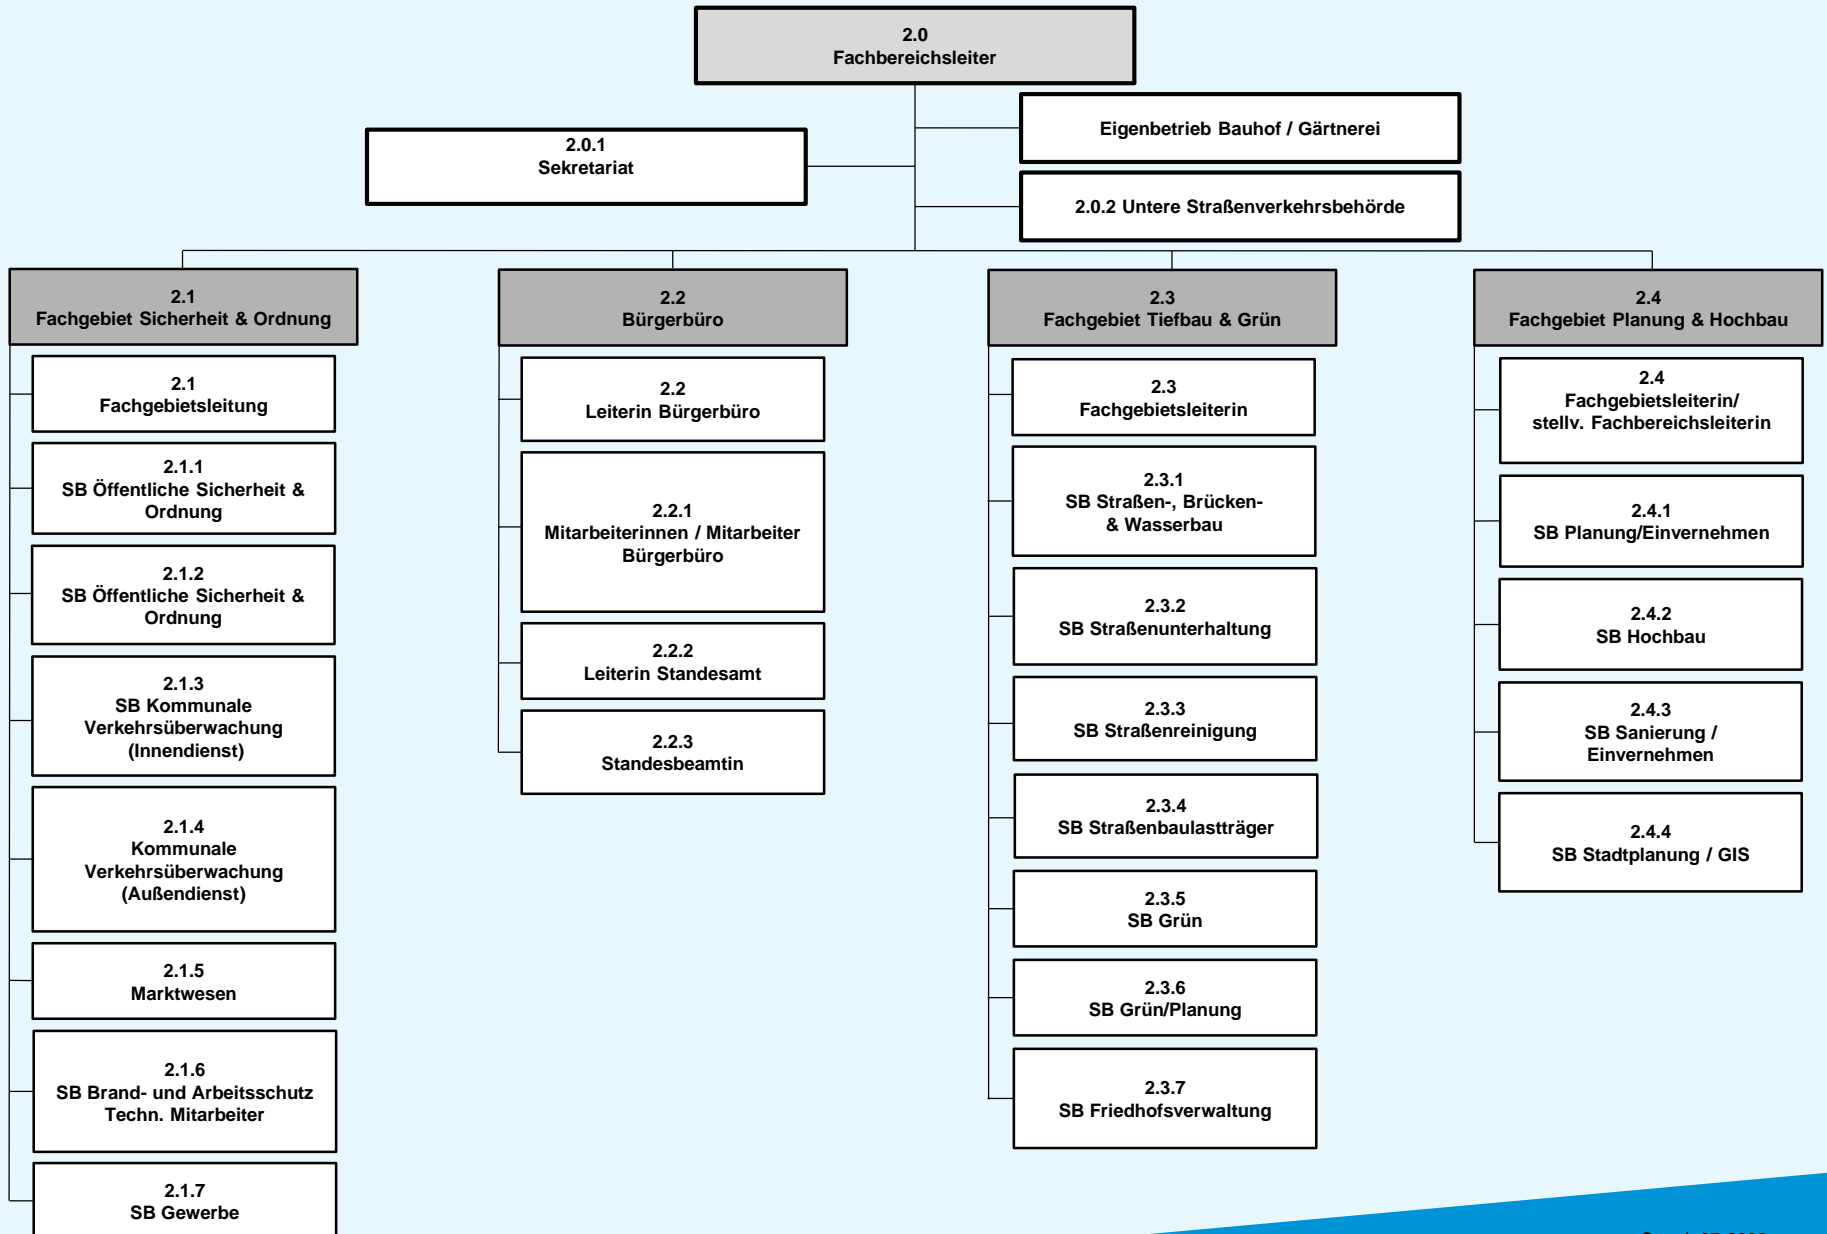 2.0
Fachbereichsleiter
Eigenbetrieb Bauhof / Gärtnerei
2.0.1
Sekretariat
2.0.2 Untere Straßenverkehrsbehörde
2.1
Fachgebiet Sicherheit & Ordnung
2.1
Fachgebietsleitung
2.1.1
SB Öffentliche Sicherheit &
Ordnung
2.1.2
SB Öffentliche Sicherheit &
Ordnung
2.1.3
SB Kommunale
Verkehrsüberwachung
(Innendienst)
2.1.4
Kommunale
Verkehrsüberwachung
(Außendienst)
2.1.5
Marktwesen
2.1.6
SB Brand- und Arbeitsschutz
Techn. Mitarbeiter
2.1.7
SB Gewerbe
2.2
Bürgerbüro
2.2
Leiterin Bürgerbüro
2.2.1
Mitarbeiterinnen / Mitarbeiter
Bürgerbüro
2.2.2
Leiterin Standesamt
2.2.3
Standesbeamtin
2.3
Fachgebiet Tiefbau & Grün
2.3
Fachgebietsleiterin
2.3.1
SB Straßen-, Brücken-
& Wasserbau
2.3.2
SB Straßenunterhaltung
2.3.3
SB Straßenreinigung
2.3.4
SB Straßenbaulastträger
2.3.5
SB Grün
2.3.6
SB Grün/Planung
2.3.7
SB Friedhofsverwaltung
2.4
Fachgebiet Planung & Hochbau
2.4
Fachgebietsleiterin/
stellv. Fachbereichsleiterin
2.4.1
SB Planung/Einvernehmen
2.4.2
SB Hochbau
2.4.3
SB Sanierung /
Einvernehmen
2.4.4
SB Stadtplanung / GIS